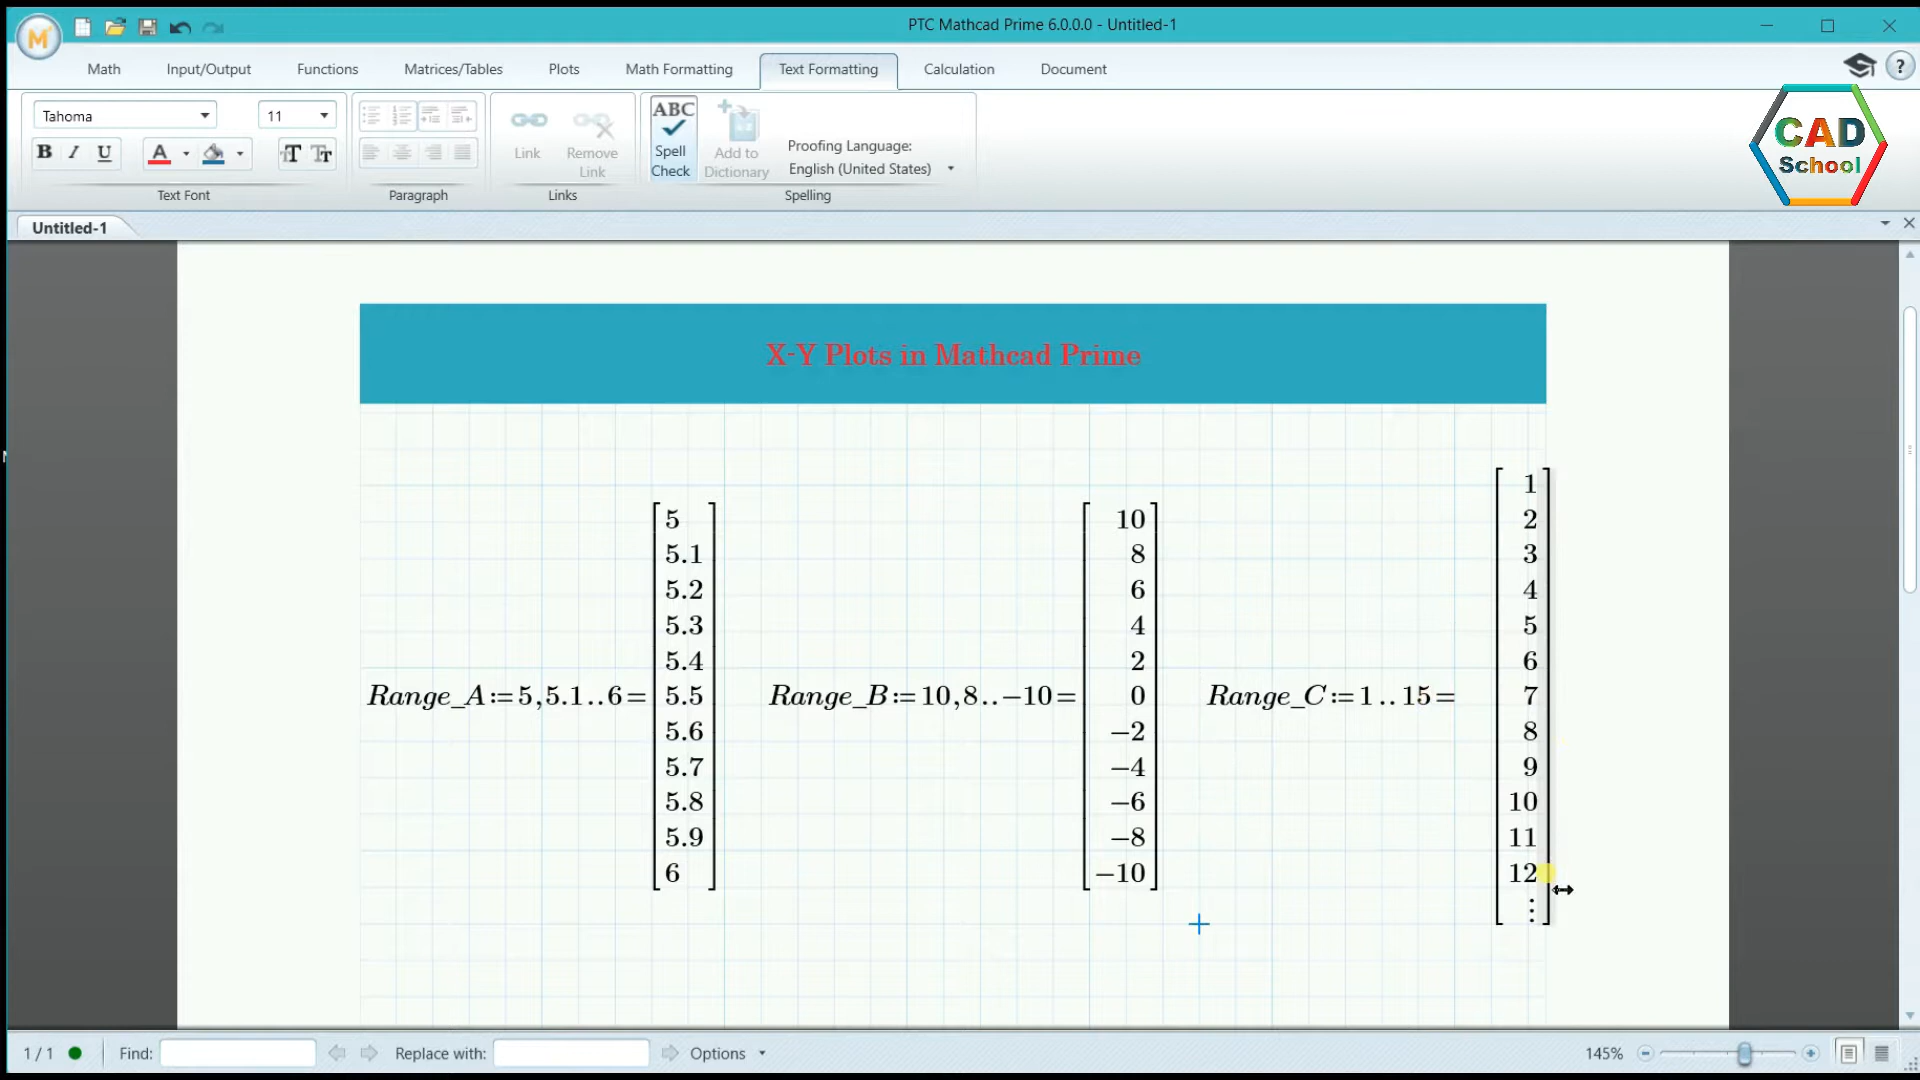 PTC Mathcad Prime 6.0.0.0 - Untitled-1
Math Input/Output Functions Matrices/Tables Plots Math Formatting Text Formatting Calculation Document
Tahoma 11
B I U A
Link
Remove Link
ABC
Spell Check
Add to Dictionary
Proofing Language:
English (United States)
Text Font Paragraph Links Spelling
CAD
School
Untitled-1
X-Y Plots in Mathcad Prime
Range_A:=5,5.1..6=
5
5.1
5.2
5.3
5.4
5.5
5.6
5.7
5.8
5.9
6
Range_B:=10,8..−10=
10
8
6
4
2
0
−2
−4
−6
−8
−10
Range_C:=1..15=
1
2
3
4
5
6
7
8
9
10
11
12
⋮
1 / 1 Find: Replace with: Options 145%